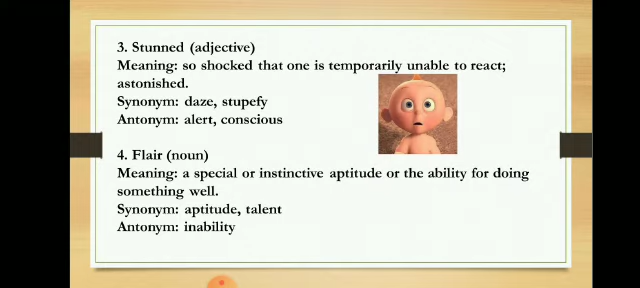 3. Stunned (adjective)
Meaning: so shocked that one is temporarily unable to react;
astonished.
Synonym: daze, stupefy
Antonym: alert, conscious
4. Flair (noun)
Meaning: a special or instinctive aptitude or the ability for doing
something well.
Synonym: aptitude, talent
Antonym: inability